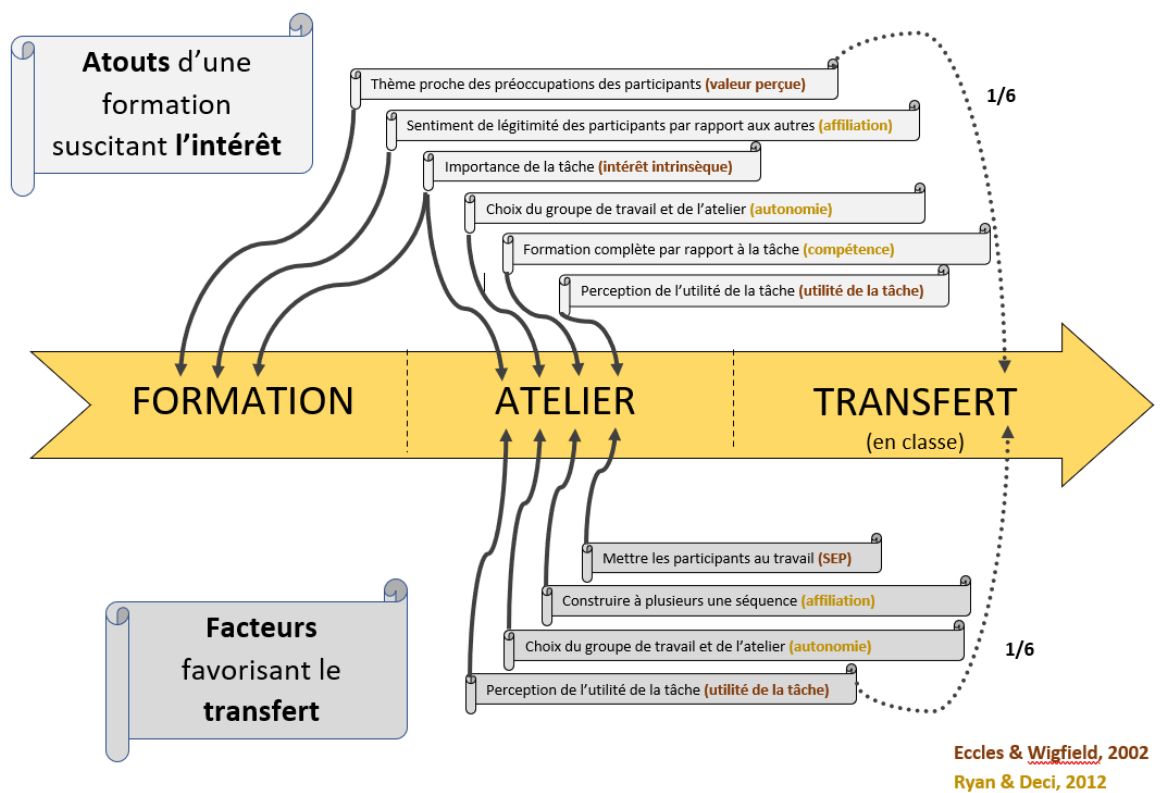 Atouts d’une
formation
suscitant l’intérêt
Thème proche des préoccupations des participants (valeur perçue)
1/6
Sentiment de légitimité des participants par rapport aux autres (affiliation)
Importance de la tâche (intérêt intrinsèque)
Choix du groupe de travail et de l’atelier (autonomie)
Formation complète par rapport à la tâche (compétence)
Perception de l’utilité de la tâche (utilité de la tâche)
FORMATION
ATELIER
TRANSFERT
(en classe)
Mettre les participants au travail (SEP)
Construire à plusieurs une séquence (affiliation)
Choix du groupe de travail et de l’atelier (autonomie)
Perception de l’utilité de la tâche (utilité de la tâche)
1/6
Facteurs
favorisant le
transfert
Eccles & Wigfield, 2002
Ryan & Deci, 2012